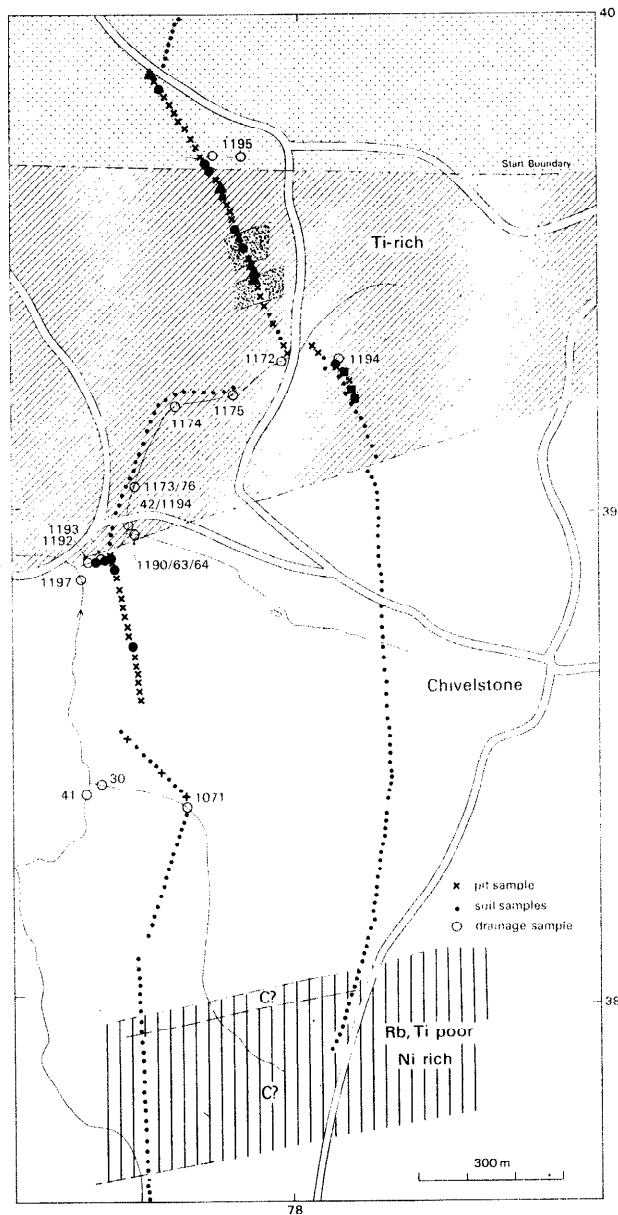 40
1195
Start Boundary
Ti-rich
1172
1194
1175
1174
1173/76
42/1194
39
1193
1192
1190/63/64
1197
Chivelstone
30
41
1071
x pit sample
• soil samples
○ drainage sample
38
C?
Rb, Ti poor
Ni rich
C?
300 m
78